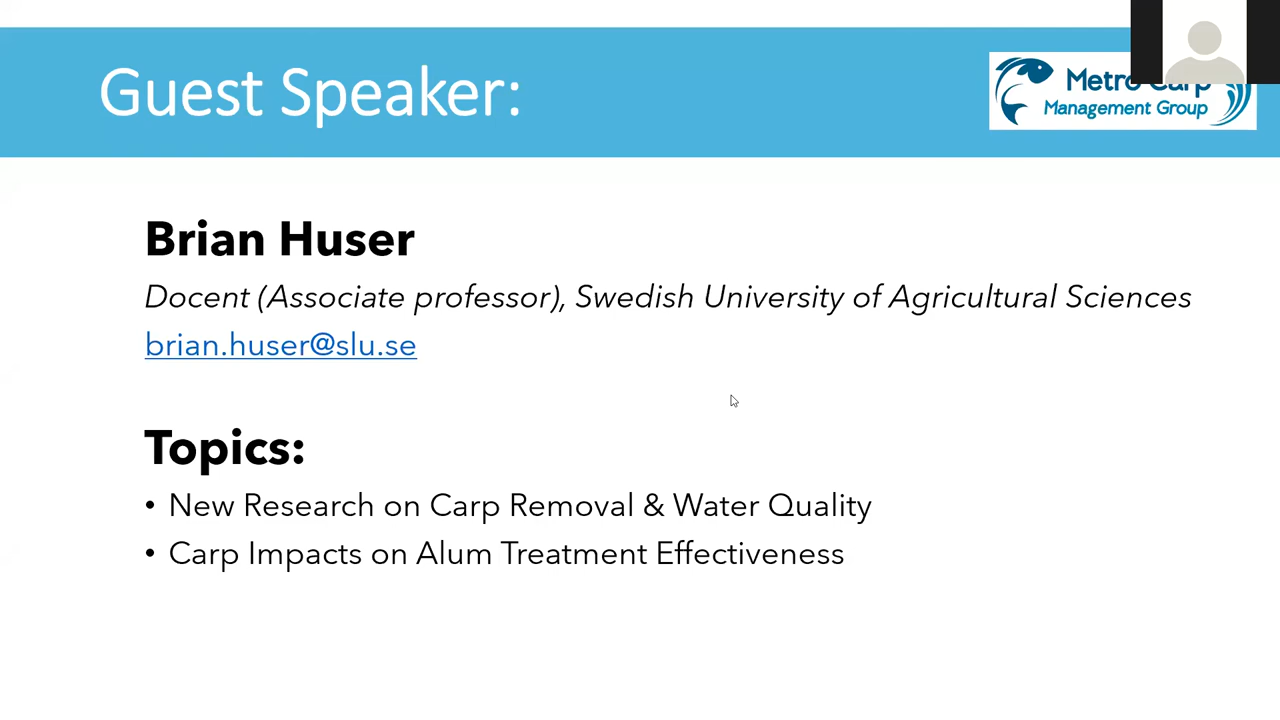 Guest Speaker:
Metro Carp
Management Group
Brian Huser
Docent (Associate professor), Swedish University of Agricultural Sciences
brian.huser@slu.se
Topics:
• New Research on Carp Removal & Water Quality
• Carp Impacts on Alum Treatment Effectiveness